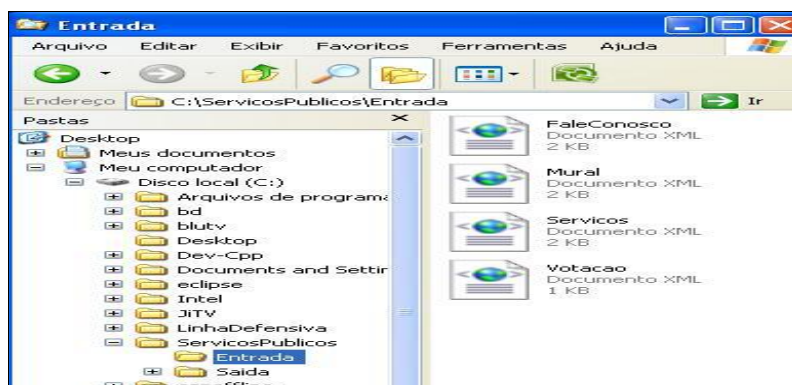 Entrada
Arquivo Editar Exibir Favoritos Ferramentas Ajuda
Endereço C:\ServicosPublicos\Entrada Ir
Pastas
Desktop
Meus documentos
Meu computador
Disco local (C:)
Arquivos de programa
bd
blutv
Desktop
Dev-Cpp
Documents and Settir
eclipse
Intel
JiTV
LinhaDefensiva
ServicosPublicos
Entrada
Saida
FaleConosco
Documento XML
2 KB
Mural
Documento XML
2 KB
Servicos
Documento XML
2 KB
Votacao
Documento XML
1 KB